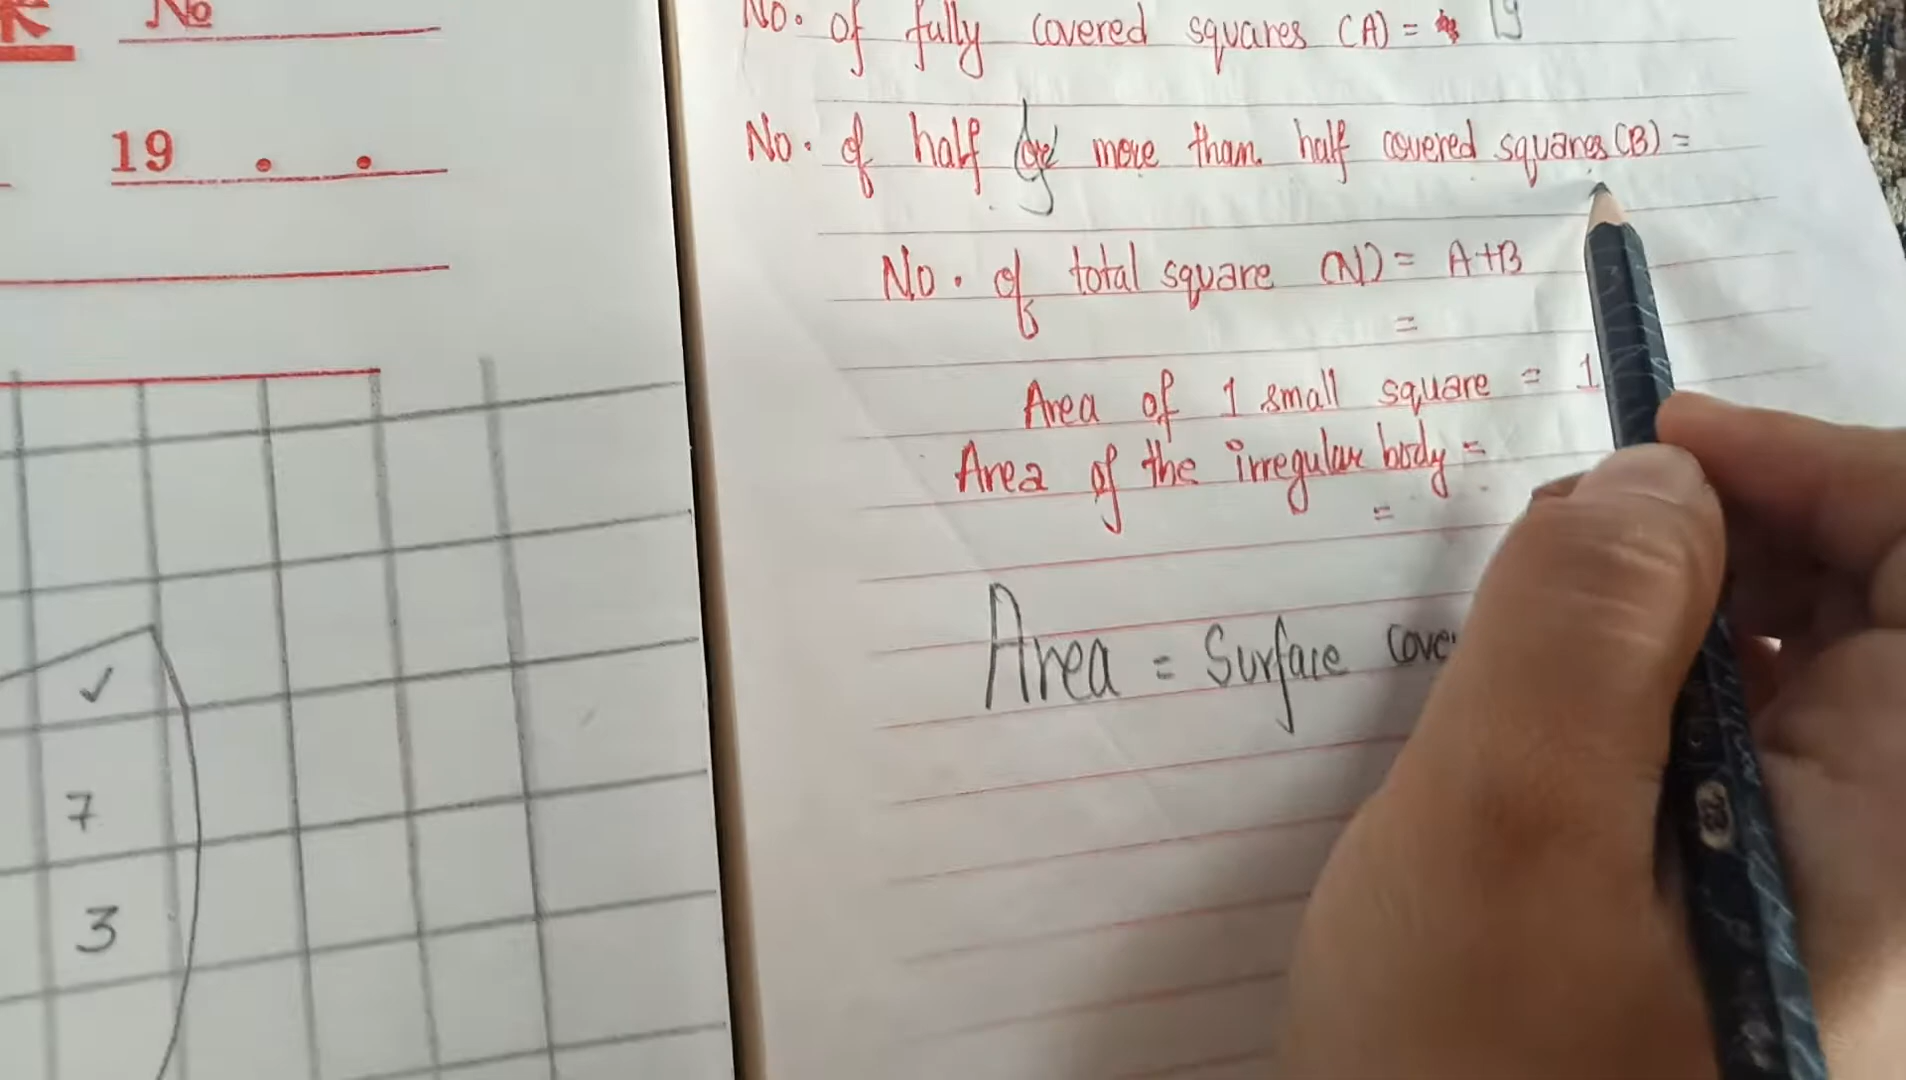 No
19 . .
✓
7
3
No. of fully covered squares (A) = 19
No. of half or more than half covered squares (B) =
No. of total square (N) = A+B
=
Area of 1 small square = 1
Area of the irregular body =
=
Area = Surface cove